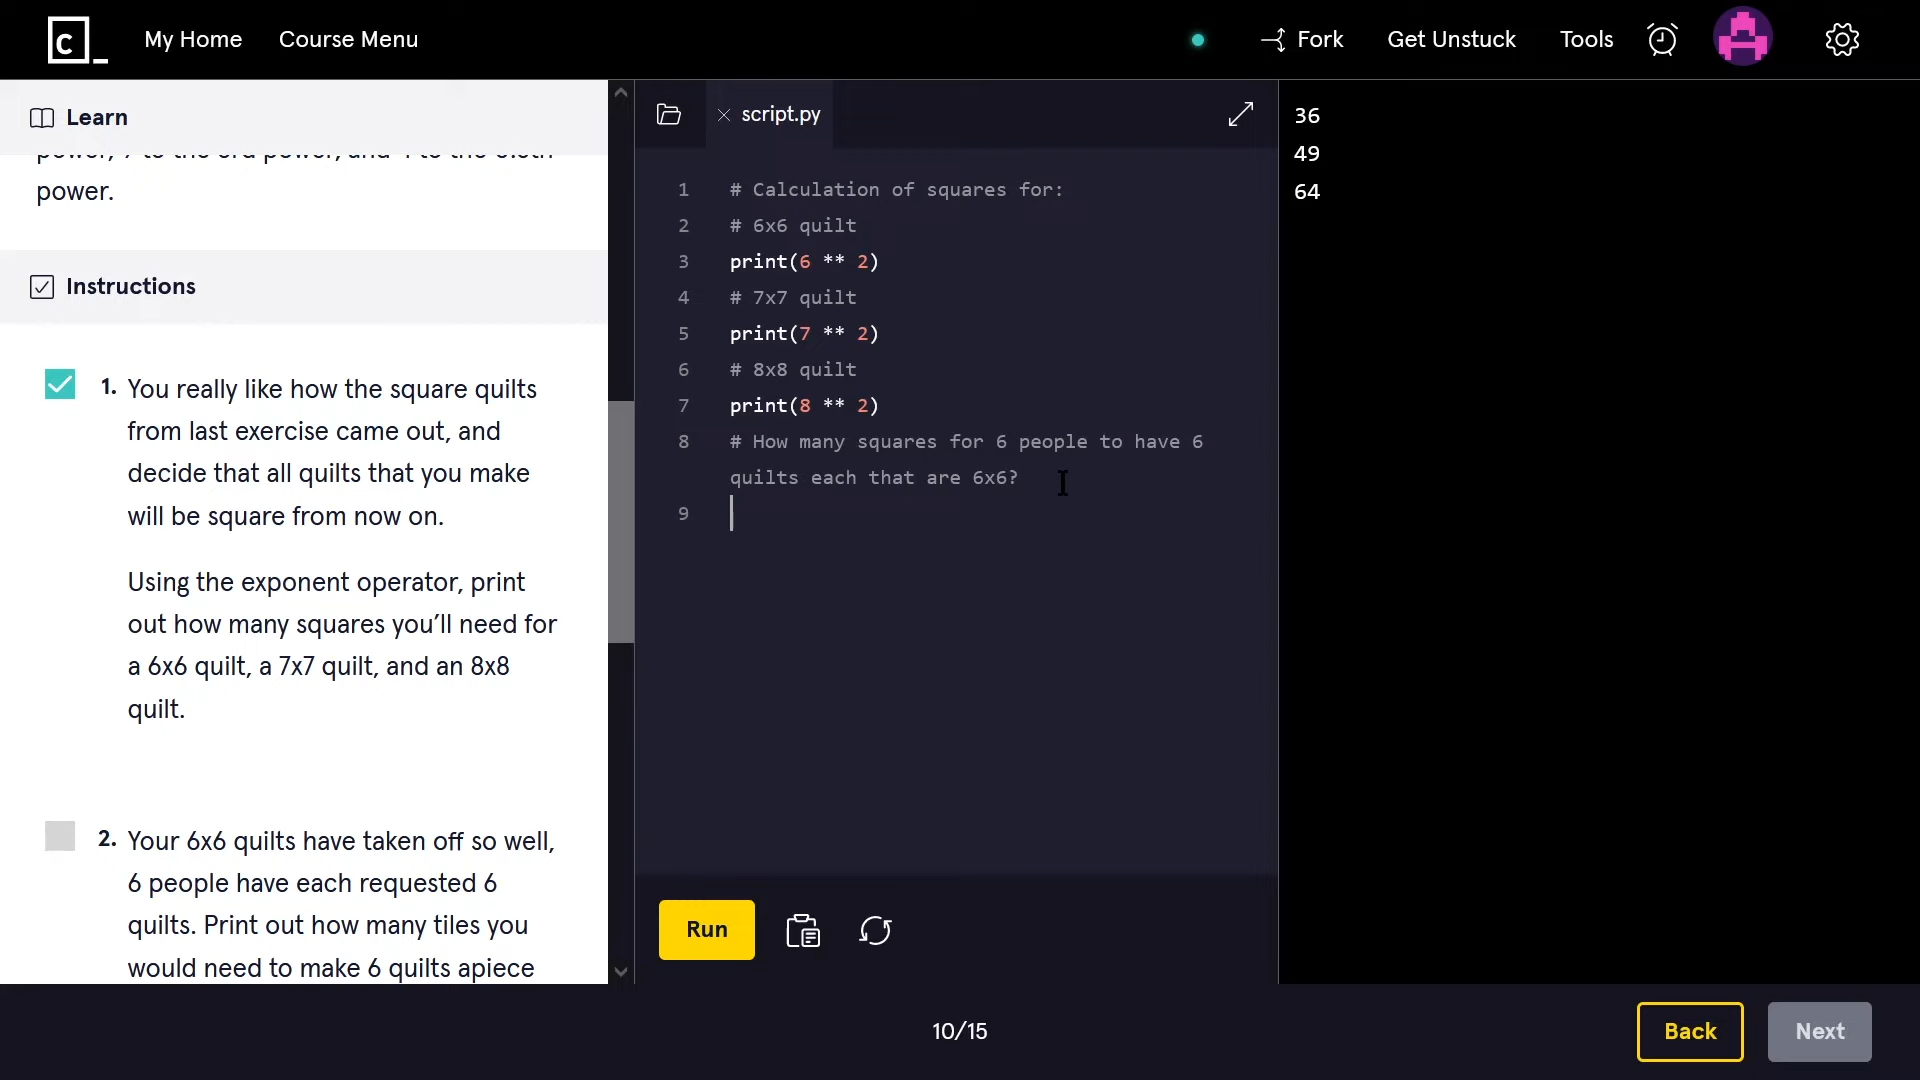 C_
My Home
Course Menu
Fork
Get Unstuck
Tools
Learn
power.
Instructions
1. You really like how the square quilts
from last exercise came out, and
decide that all quilts that you make
will be square from now on.
Using the exponent operator, print
out how many squares you’ll need for
a 6x6 quilt, a 7x7 quilt, and an 8x8
quilt.
2. Your 6x6 quilts have taken off so well,
6 people have each requested 6
quilts. Print out how many tiles you
would need to make 6 quilts apiece
script.py
1 # Calculation of squares for:
2 # 6x6 quilt
3 print(6 ** 2)
4 # 7x7 quilt
5 print(7 ** 2)
6 # 8x8 quilt
7 print(8 ** 2)
8 # How many squares for 6 people to have 6
quilts each that are 6x6?
9
Run
36
49
64
10/15
Back
Next